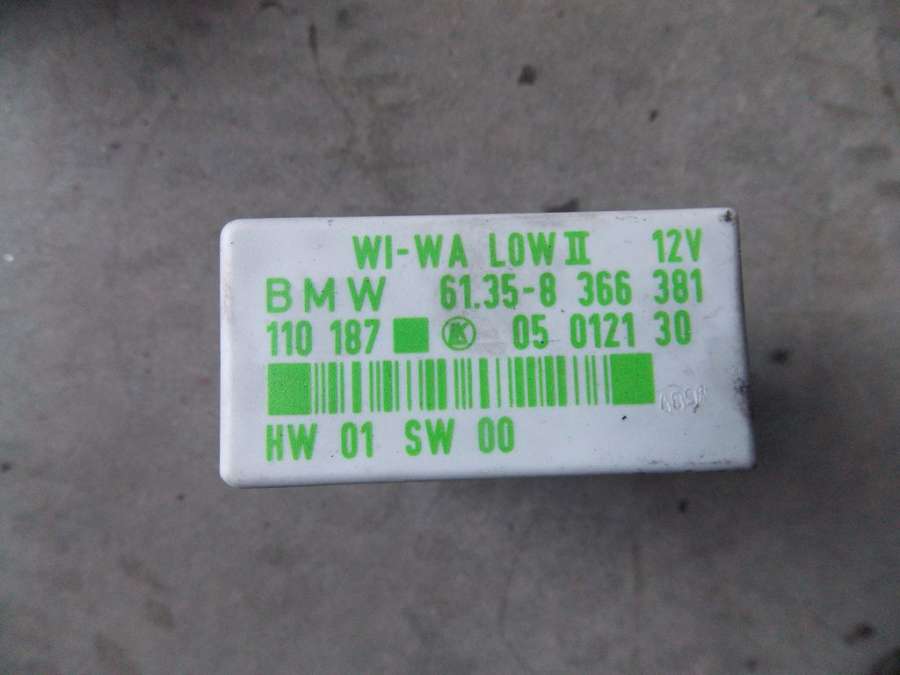 WI-WA LOW II 12V
BMW 61.35-8 366 381
110 187 K 05 0121 30
HW 01 SW 00